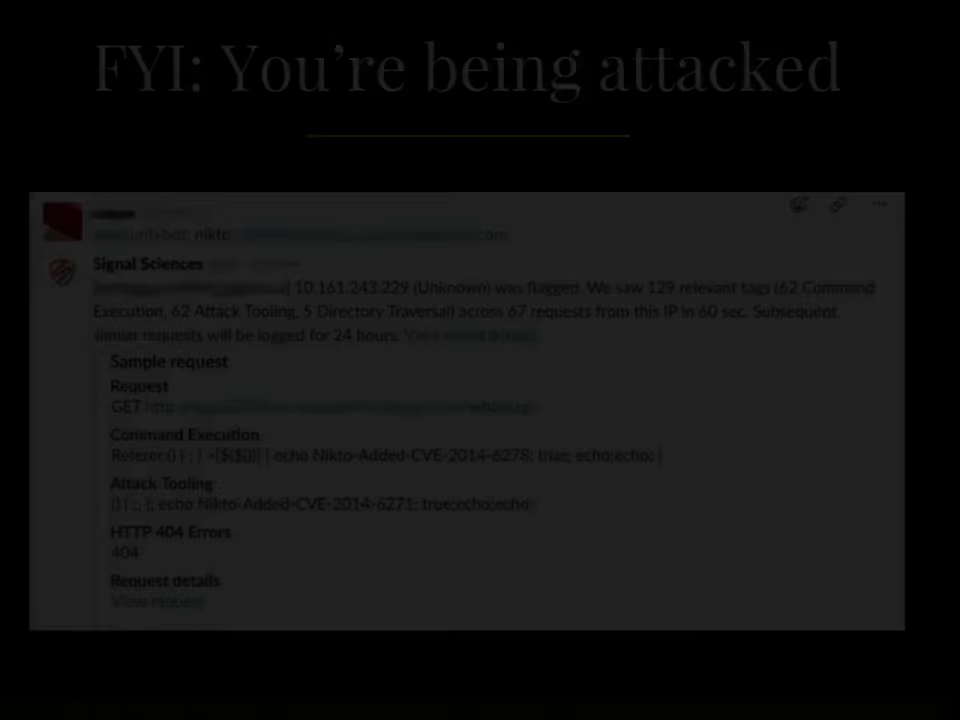 FYI: You're being attacked
nikto
com
Signal Sciences
10.161.243.229 (Unknown) was flagged. We saw 129 relevant tags (62 Command
Execution, 62 Attack Tooling, 5 Directory Traversal) across 67 requests from this IP in 60 sec. Subsequent
similar requests will be logged for 24 hours.
Sample request
Request
GET http
Command Execution
echo Nikto-Added-CVE-2014-6278; true; echo;echo;
Attack Tooling
echo Nikto-Added-CVE-2014-6271; true;echo;echo
HTTP 404 Errors
404
Request details
View request